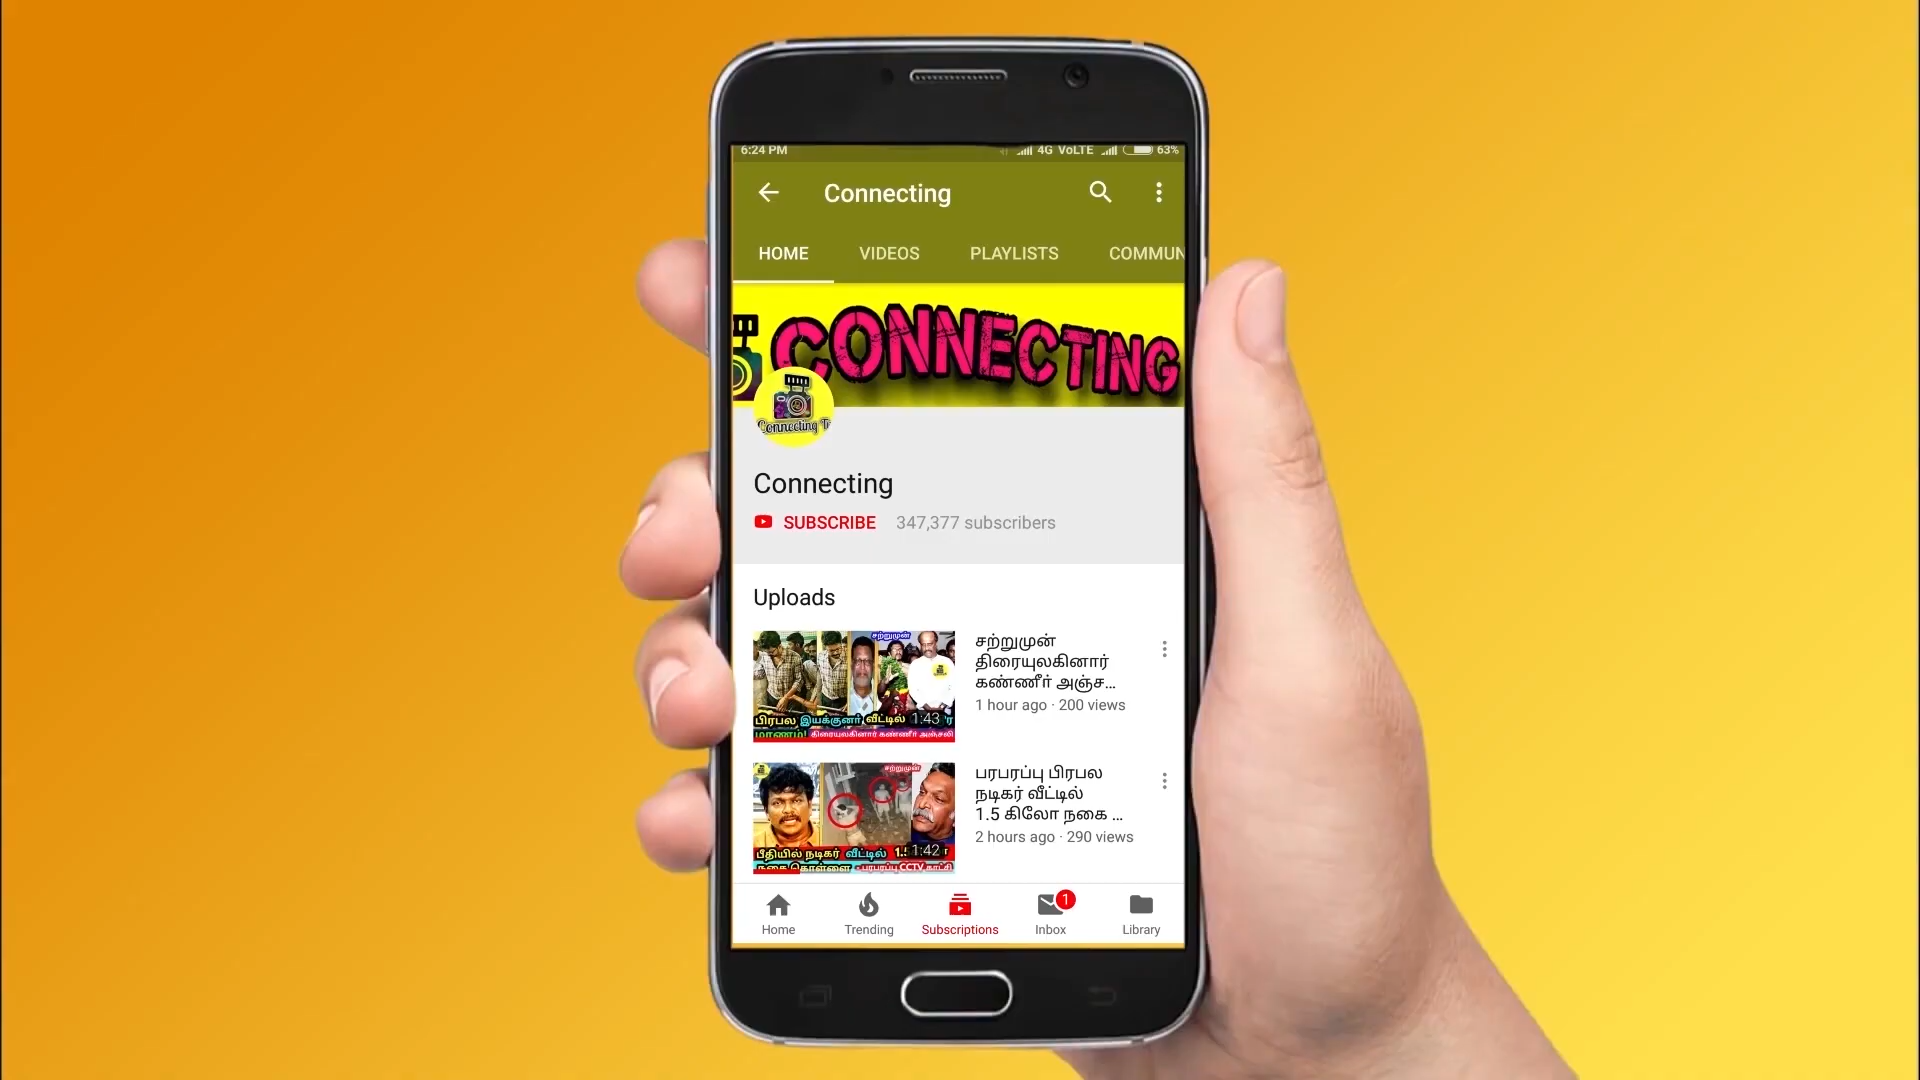 6:24 PM 4G VoLTE 63%
Connecting
HOME VIDEOS PLAYLISTS COMMUN
CONNECTING
Connecting
Connecting
SUBSCRIBE 347,377 subscribers
Uploads
சற்றுமுன்
பிரபல இயக்குனர் வீட்டில் 1:43
மரணம்! திரையுலகினர் கண்ணீர் அஞ்சலி
சற்றுமுன்
திரையுலகினார்
கண்ணீர் அஞ்ச...
1 hour ago · 200 views
சற்றுமுன்
பீதியில் நடிகர் வீட்டில் 1:42
நகை கொள்ளை - பரபரப்பு CCTV காட்சி
பரபரப்பு பிரபல
நடிகர் வீட்டில்
1.5 கிலோ நகை ...
2 hours ago · 290 views
1
Home Trending Subscriptions Inbox Library